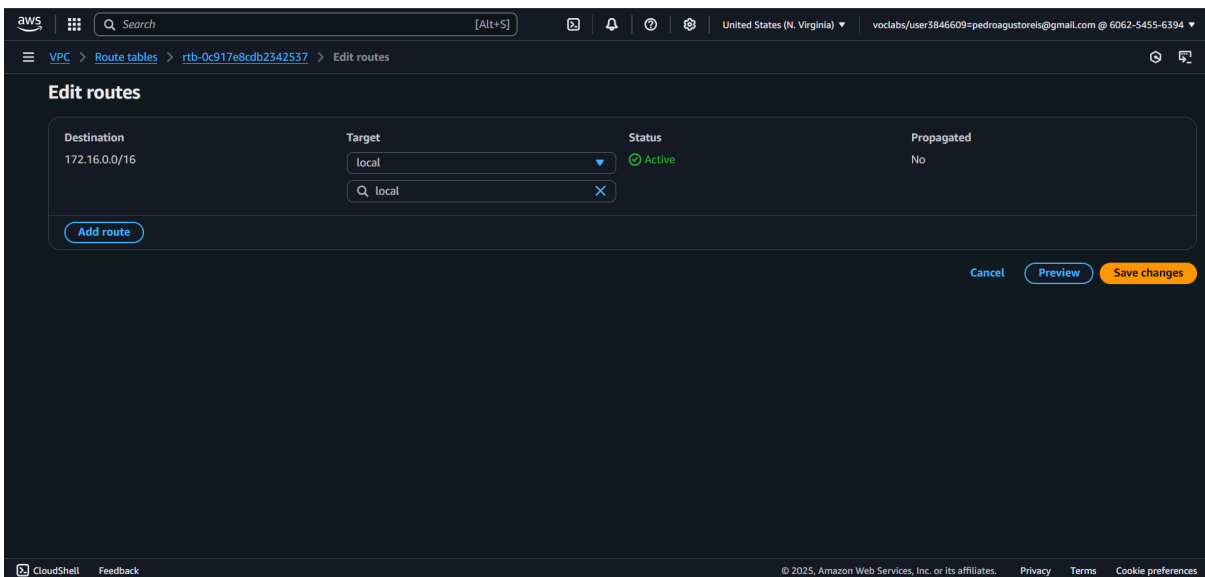 aws Search [Alt+S] United States (N. Virginia) ▼ voclabs/user3846609=pedroagustoreis@gmail.com @ 6062-5455-6394 ▼
VPC > Route tables > rtb-0c917e8cdb2342537 > Edit routes
Edit routes
Destination Target Status Propagated
172.16.0.0/16 local ▼ Active No
local
Add route
Cancel Preview Save changes
CloudShell Feedback © 2025, Amazon Web Services, Inc. or its affiliates. Privacy Terms Cookie preferences